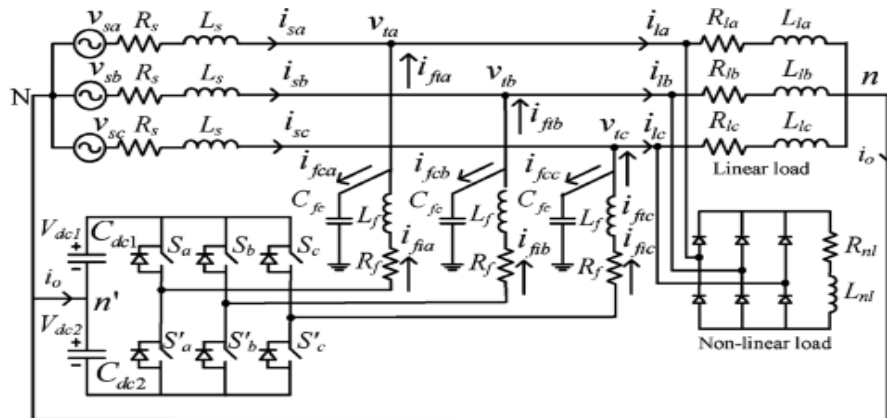 v_sa R_s L_s i_sa v_ta i_la R_la L_la
i_fta
N v_sb R_s L_s i_sb v_tb i_lb R_lb L_lb n
i_ftb
v_sc R_s L_s i_sc v_tc i_lc R_lc L_lc
Linear load i_o
i_fca i_fcb i_fcc
C_fc L_f C_fc L_f C_fc L_f i_ftc
V_dc1 + - C_dc1 S_a S_b S_c
R_f i_fia R_f i_fib R_f i_fic
R_nl
i_o n'
L_nl
V_dc2 + - C_dc2 S'_a S'_b S'_c
Non-linear load